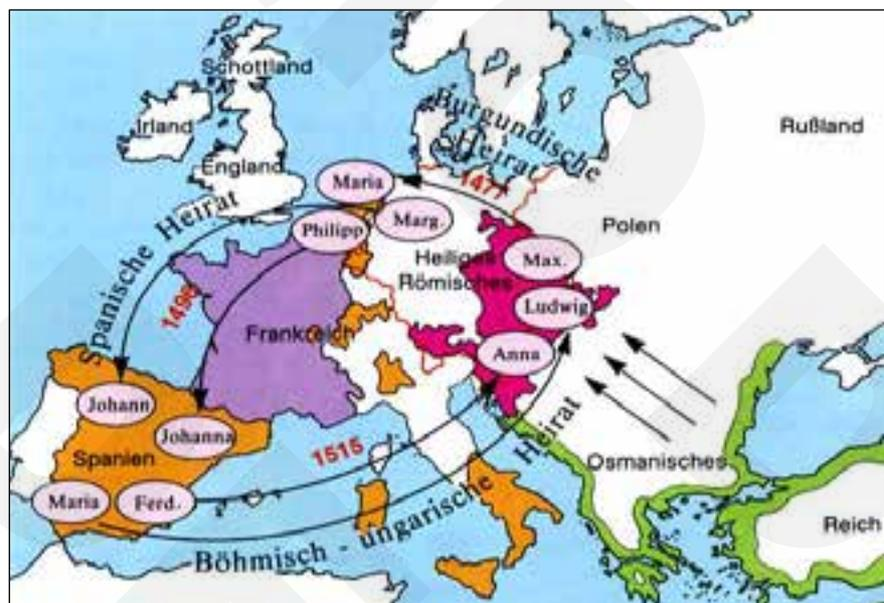 Schottland
Irland
England
Burgundische
Heirat
1477
Rußland
Polen
Maria
Philipp
Marg.
Heiliges
Römisches
Max.
Ludwig
Anna
Spanische Heirat
1496
Frankreich
Johann
Johanna
Spanien
Maria
Ferd.
1515
Böhmisch - ungarische Heirat
Osmanisches
Reich